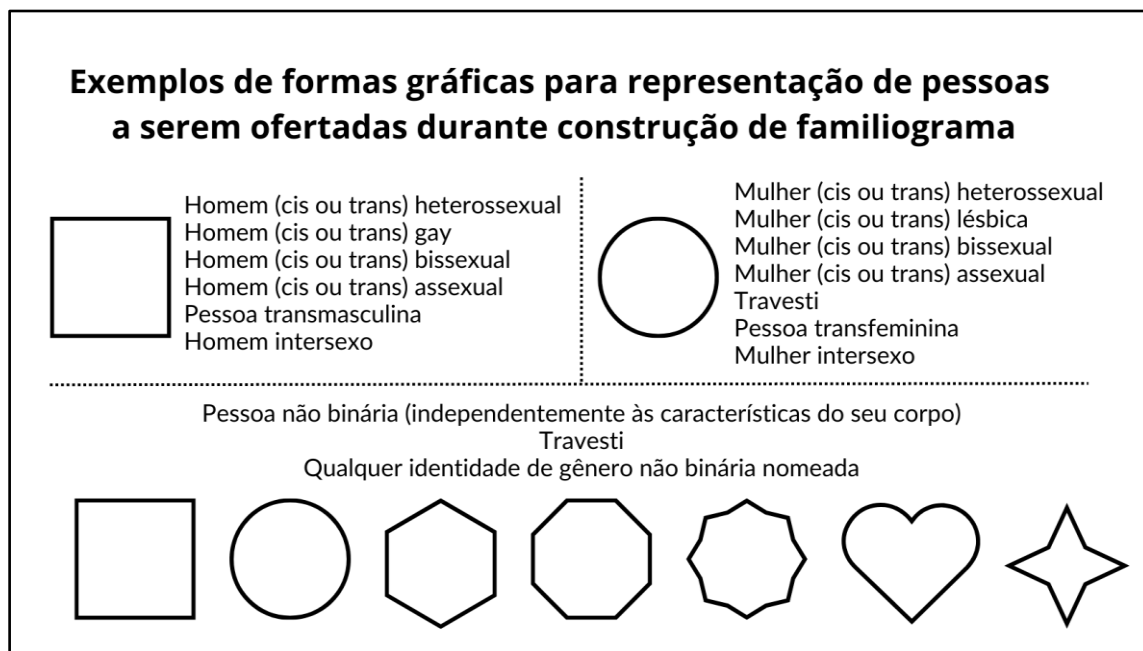 Exemplos de formas gráficas para representação de pessoas
a serem ofertadas durante construção de familiograma
Homem (cis ou trans) heterossexual
Homem (cis ou trans) gay
Homem (cis ou trans) bissexual
Homem (cis ou trans) assexual
Pessoa transmasculina
Homem intersexo
Mulher (cis ou trans) heterossexual
Mulher (cis ou trans) lésbica
Mulher (cis ou trans) bissexual
Mulher (cis ou trans) assexual
Travesti
Pessoa transfeminina
Mulher intersexo
Pessoa não binária (independentemente às características do seu corpo)
Travesti
Qualquer identidade de gênero não binária nomeada